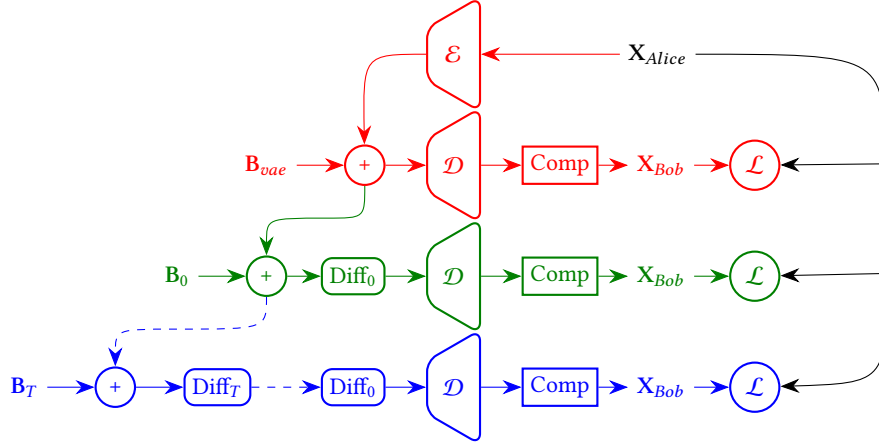 ℰ X_Alice
B_vae + 𝒟 Comp X_Bob ℒ
B_0 + Diff_0 𝒟 Comp X_Bob ℒ
B_T + Diff_T Diff_0 𝒟 Comp X_Bob ℒ